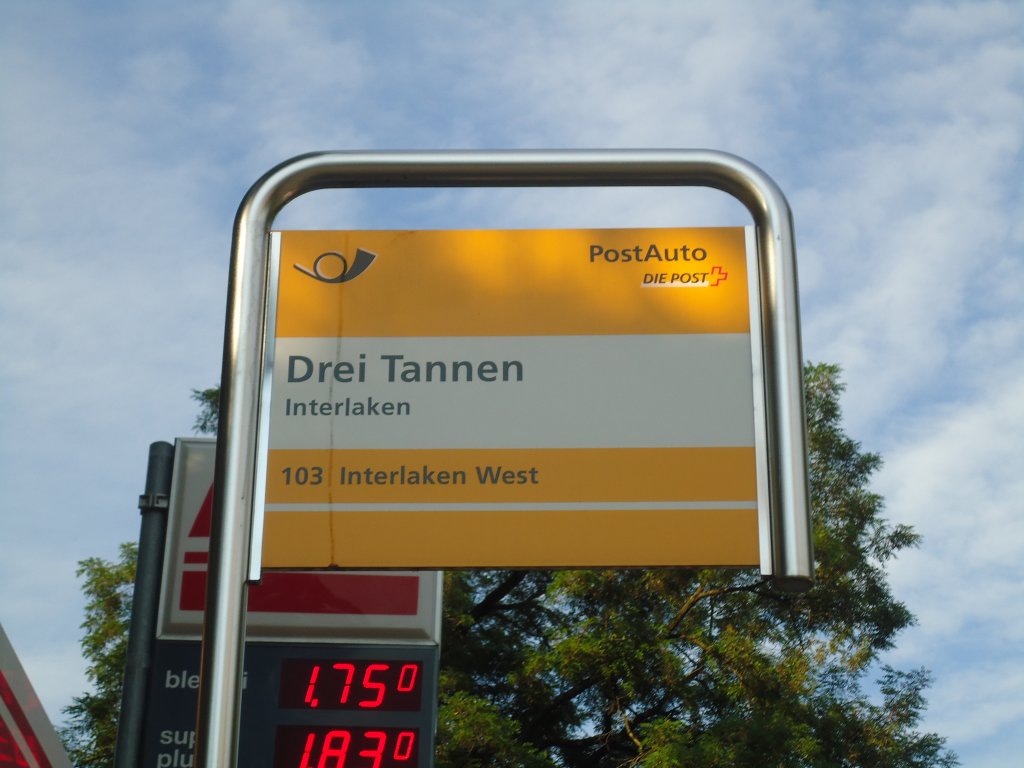 PostAuto
DIE POST
Drei Tannen
Interlaken
103 Interlaken West
1.750
1.830